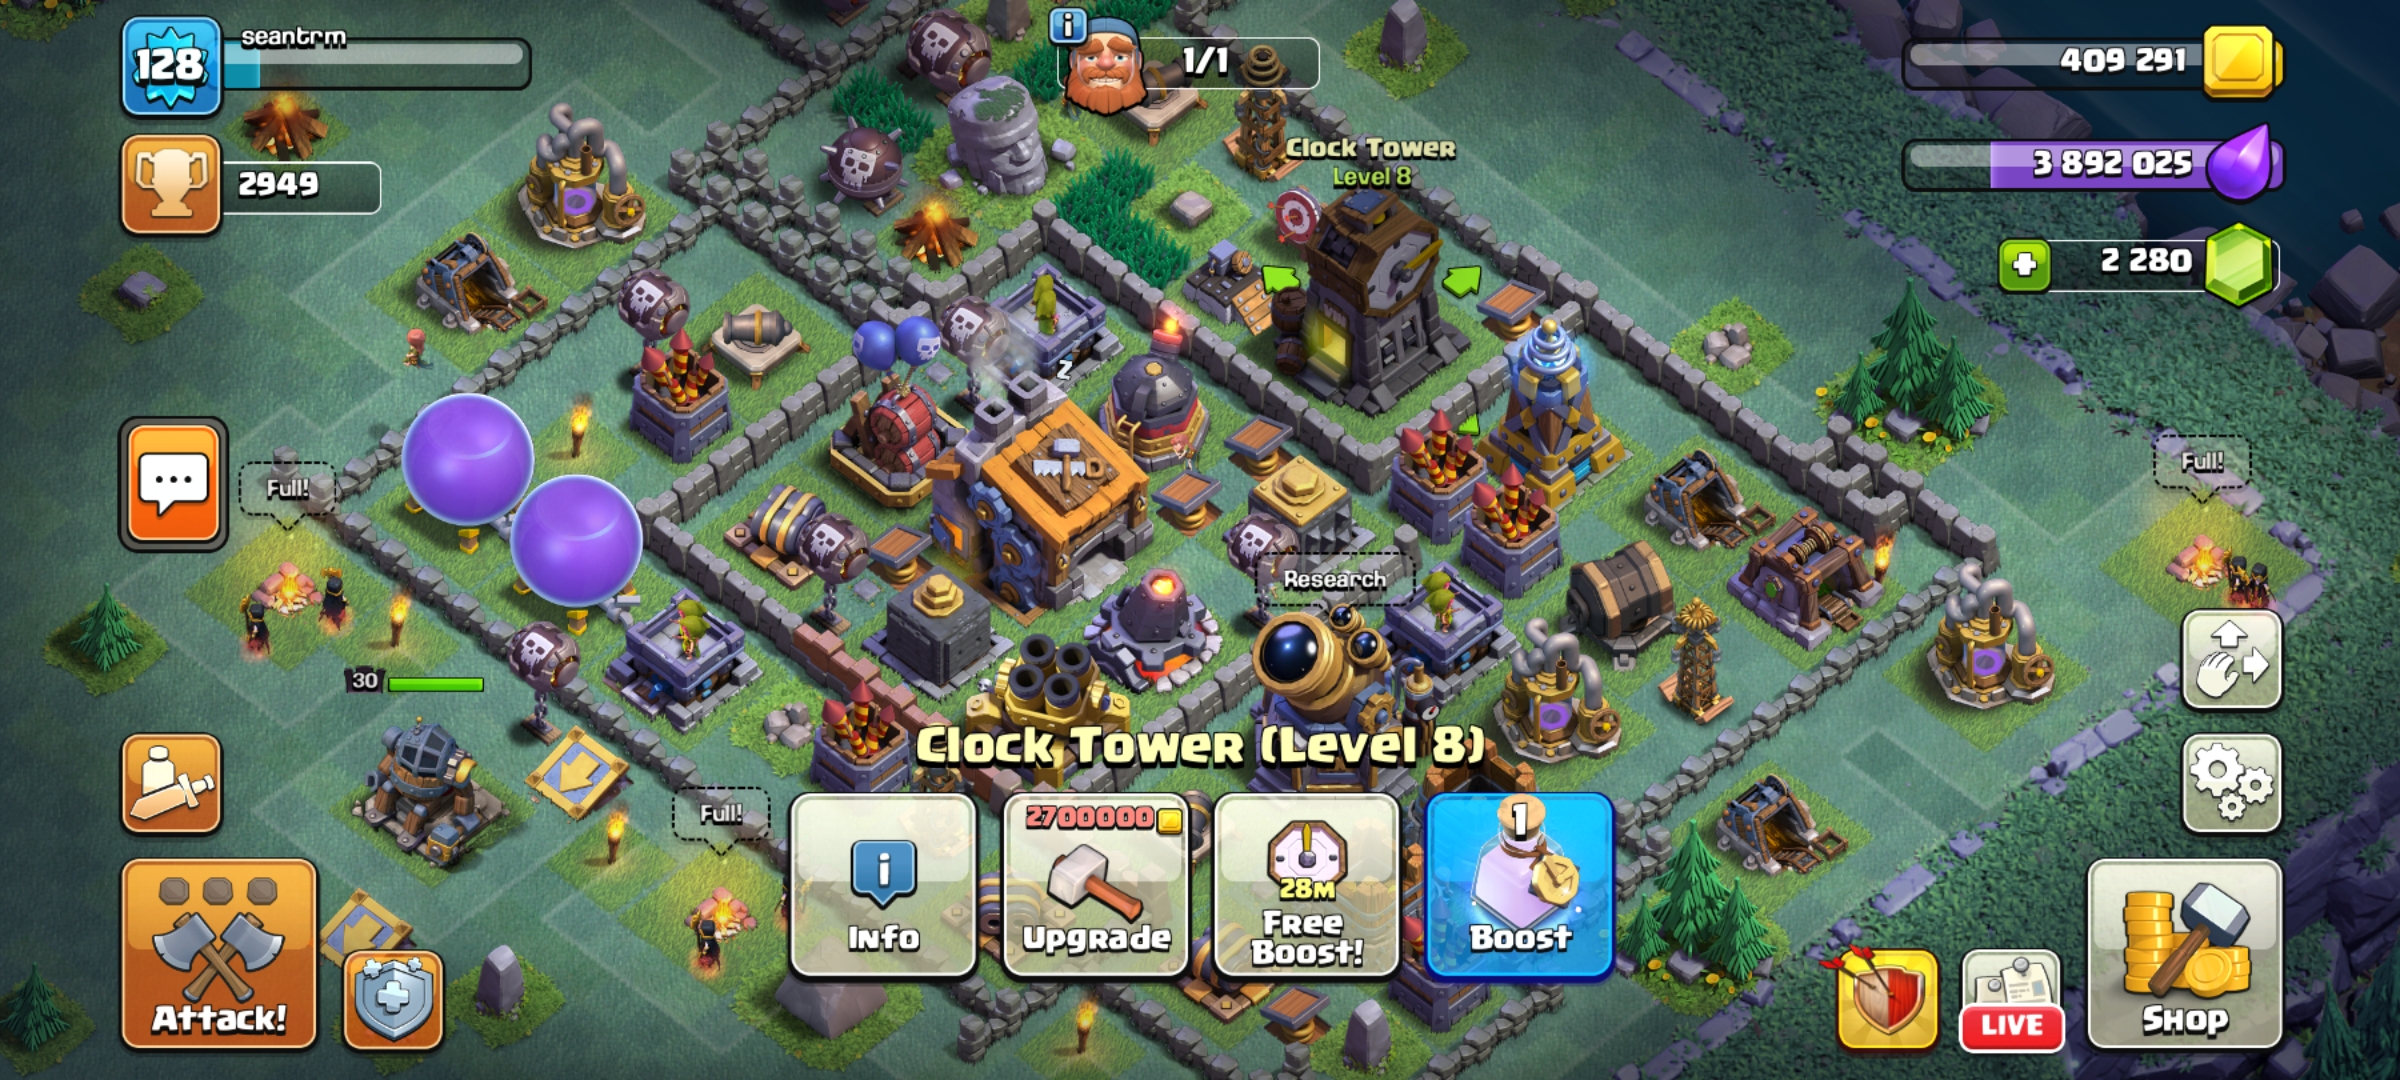 128
seantrm
1/1
409 291
2949
Clock Tower
Level 8
3 892 025
2 280
z
Full!
Full!
Research
30
Clock Tower (Level 8)
Full!
2700000
1
28M
Info
Upgrade
Free
Boost!
Boost
Attack!
LIVE
Shop